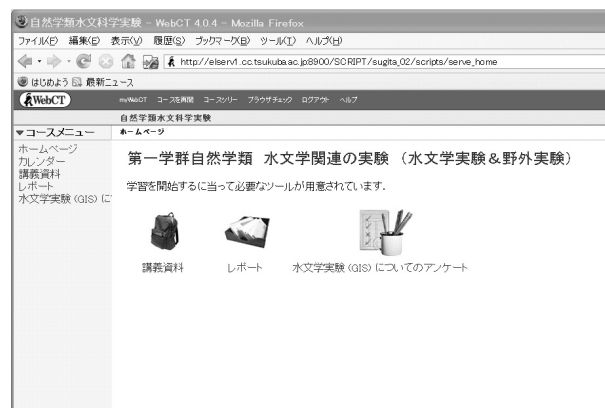 自然学類水文科学実験 - WebCT 4.0.4 - Mozilla Firefox
ファイル(F) 編集(E) 表示(V) 履歴(S) ブックマーク(B) ツール(T) ヘルプ(H)
http://elserv1.cc.tsukuba.ac.jp:8900/SCRIPT/sugita_02/scripts/serve_home
はじめよう 最新ニュース
WebCT myWebCT コースを再開 コースツリー ブラウザチェック ログアウト ヘルプ
自然学類水文科学実験
▼コースメニュー ホームページ
ホームページ
カレンダー
講義資料
レポート
水文学実験 (GIS) に
第一学群自然学類 水文学関連の実験 （水文学実験＆野外実験）
学習を開始するに当って必要なツールが用意されています.
講義資料 レポート 水文学実験 (GIS) についてのアンケート